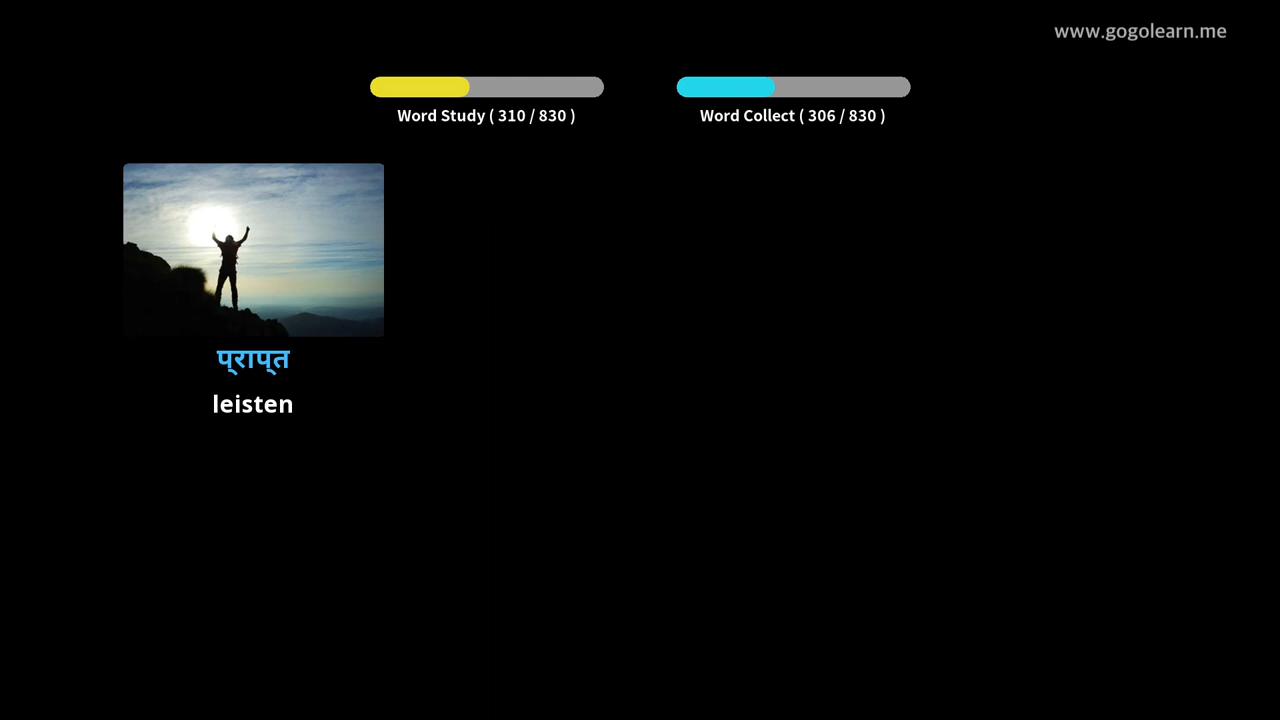 www.gogolearn.me
Word Study ( 310 / 830 )
Word Collect ( 306 / 830 )
प्राप्त
leisten